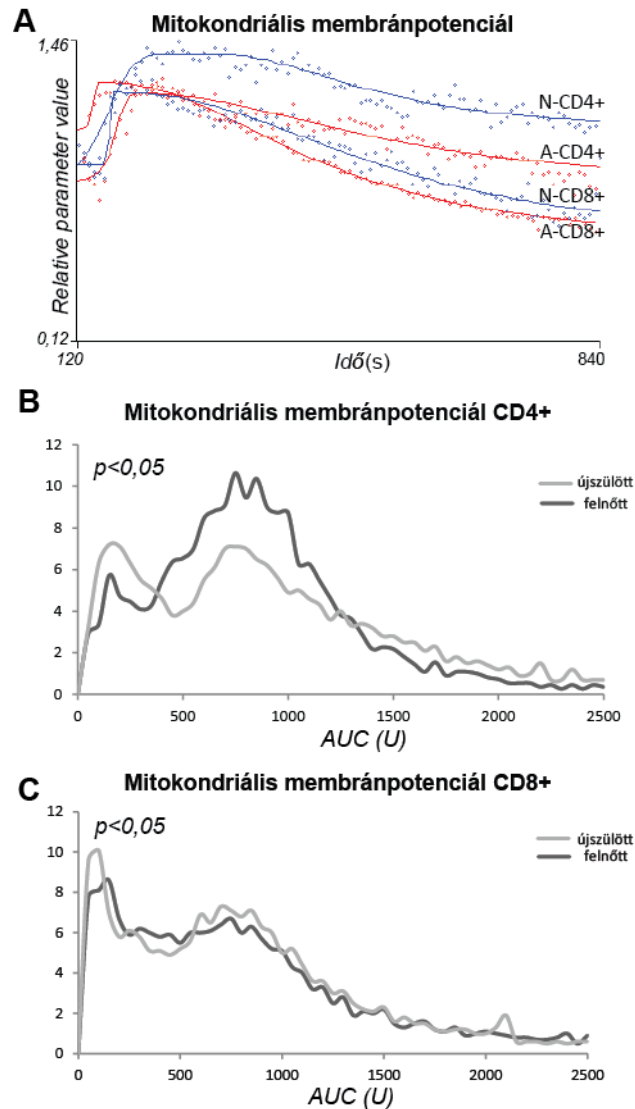 A
Mitokondriális membránpotenciál
1,46
Relative parameter value
N-CD4+
A-CD4+
N-CD8+
A-CD8+
0,12
120
Idő(s)
840
B
Mitokondriális membránpotenciál CD4+
p<0,05
újszülött
felnőtt
12
10
8
6
4
2
0
0 500 1000 1500 2000 2500
AUC (U)
C
Mitokondriális membránpotenciál CD8+
p<0,05
újszülött
felnőtt
12
10
8
6
4
2
0
0 500 1000 1500 2000 2500
AUC (U)